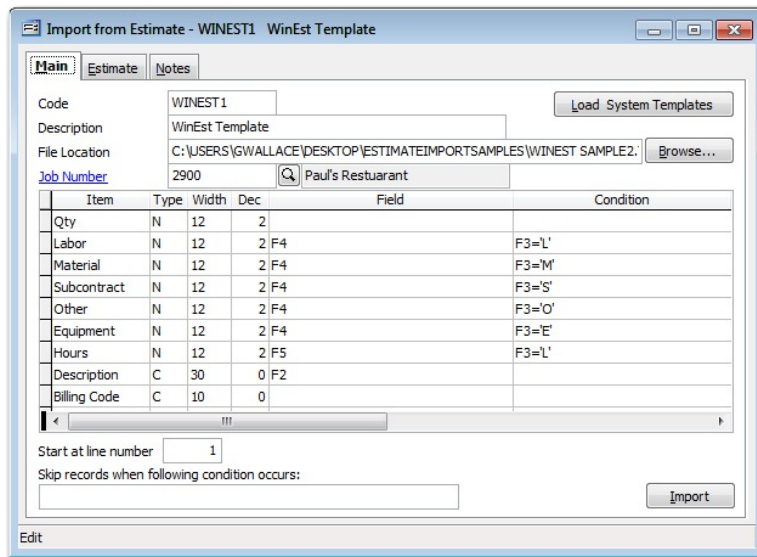 Import from Estimate - WINEST1 WinEst Template
Main Estimate Notes
Code WINEST1 Load System Templates
Description WinEst Template
File Location C:\USERS\GWALLACE\DESKTOP\ESTIMATEIMPORTSAMPLES\WINEST SAMPLE2. Browse...
Job Number 2900 Paul's Restuarant
Item Type Width Dec Field Condition
Qty N 12 2
Labor N 12 2 F4 F3='L'
Material N 12 2 F4 F3='M'
Subcontract N 12 2 F4 F3='S'
Other N 12 2 F4 F3='O'
Equipment N 12 2 F4 F3='E'
Hours N 12 2 F5 F3='L'
Description C 30 0 F2
Billing Code C 10 0
Start at line number 1
Skip records when following condition occurs:
Import
Edit